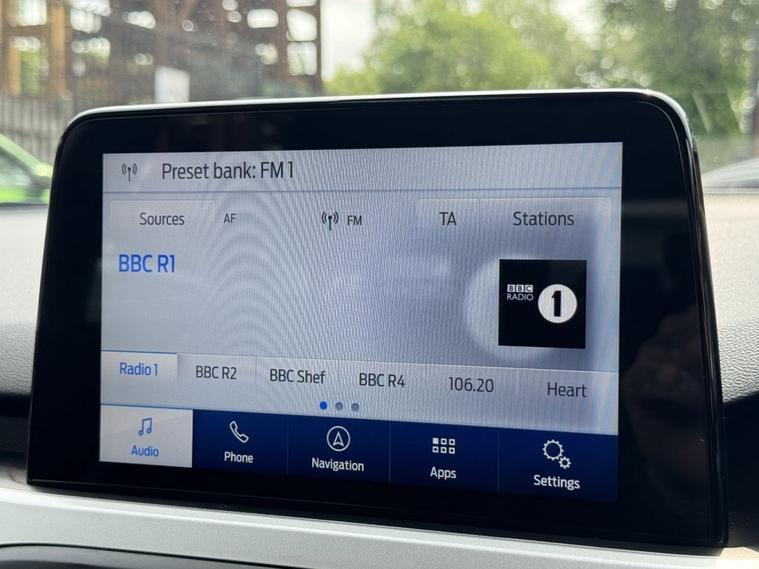 Preset bank: FM 1
Sources AF FM TA Stations
BBC R1
BBC
RADIO 1
Radio 1 BBC R2 BBC Shef BBC R4 106.20 Heart
Audio Phone Navigation Apps Settings